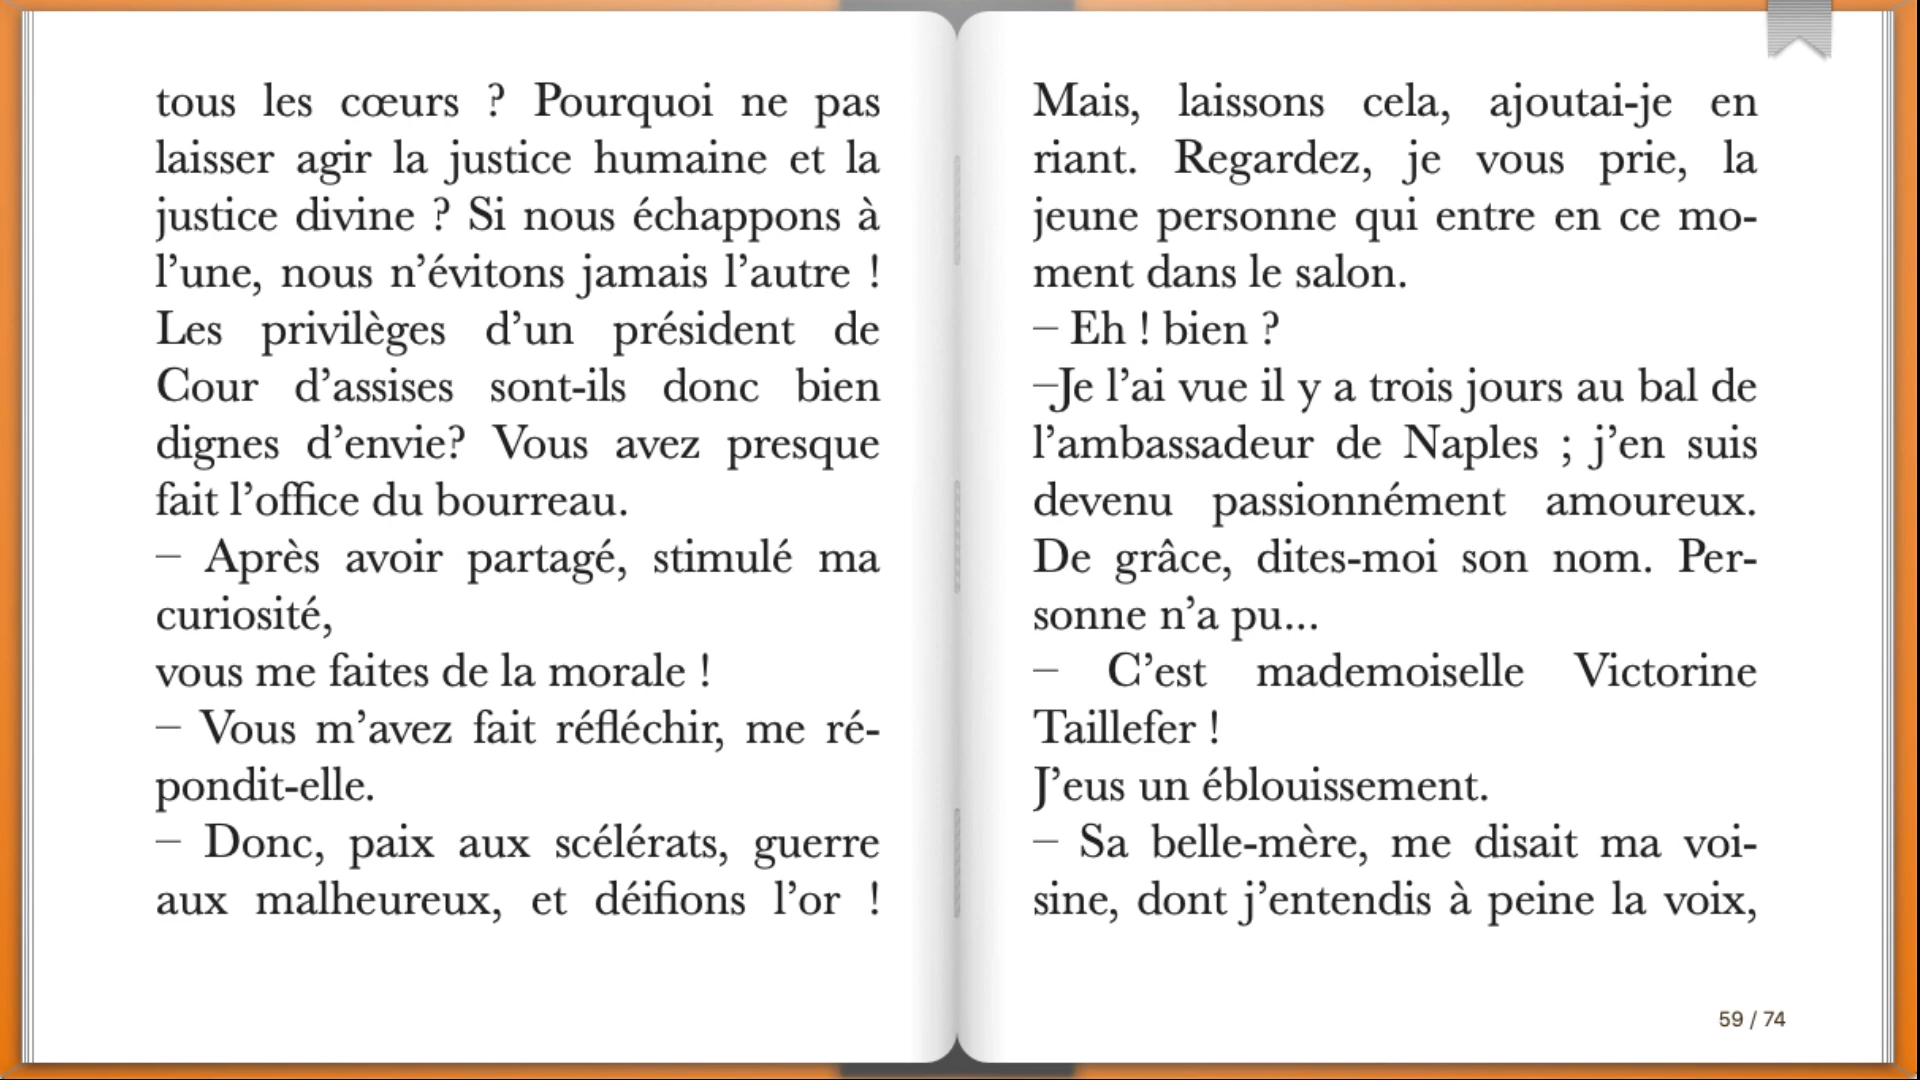 tous les cœurs ? Pourquoi ne pas
laisser agir la justice humaine et la
justice divine ? Si nous échappons à
l’une, nous n’évitons jamais l’autre !
Les privilèges d’un président de
Cour d’assises sont-ils donc bien
dignes d’envie? Vous avez presque
fait l’office du bourreau.
– Après avoir partagé, stimulé ma
curiosité,
vous me faites de la morale !
– Vous m’avez fait réfléchir, me ré-
pondit-elle.
– Donc, paix aux scélérats, guerre
aux malheureux, et déifions l’or !
Mais, laissons cela, ajoutai-je en
riant. Regardez, je vous prie, la
jeune personne qui entre en ce mo-
ment dans le salon.
– Eh ! bien ?
–Je l’ai vue il y a trois jours au bal de
l’ambassadeur de Naples ; j’en suis
devenu passionnément amoureux.
De grâce, dites-moi son nom. Per-
sonne n’a pu...
– C’est mademoiselle Victorine
Taillefer !
J’eus un éblouissement.
– Sa belle-mère, me disait ma voi-
sine, dont j’entendis à peine la voix,
59 / 74